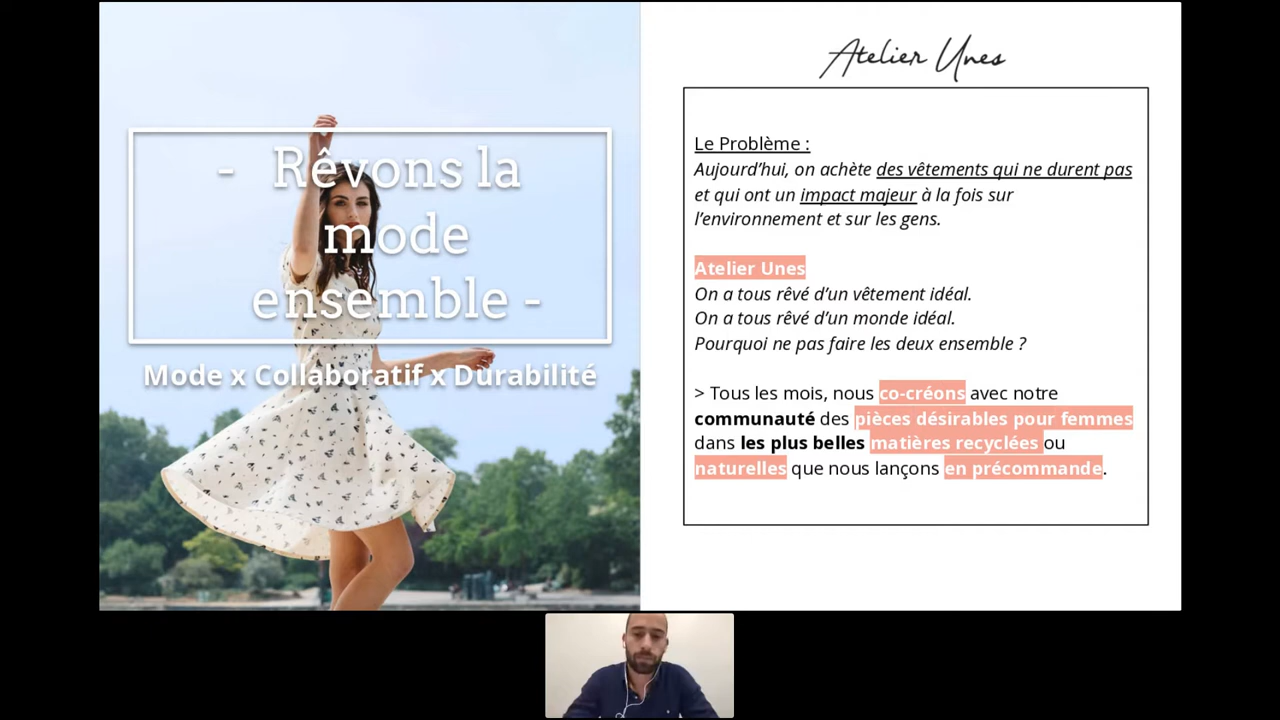 - Rêvons la
mode
ensemble -
Mode x Collaboratif x Durabilité
Atelier Unes
Le Problème :
Aujourd’hui, on achète des vêtements qui ne durent pas
et qui ont un impact majeur à la fois sur
l’environnement et sur les gens.
Atelier Unes
On a tous rêvé d’un vêtement idéal.
On a tous rêvé d’un monde idéal.
Pourquoi ne pas faire les deux ensemble ?
> Tous les mois, nous co-créons avec notre
communauté des pièces désirables pour femmes
dans les plus belles matières recyclées ou
naturelles que nous lançons en précommande.